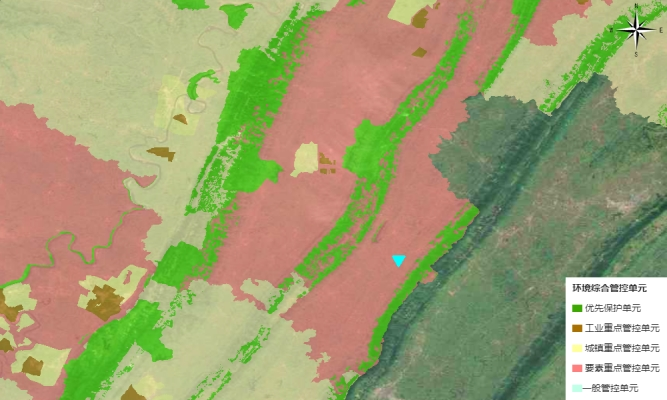 N
E
S
环境综合管控单元
优先保护单元
工业重点管控单元
城镇重点管控单元
要素重点管控单元
一般管控单元